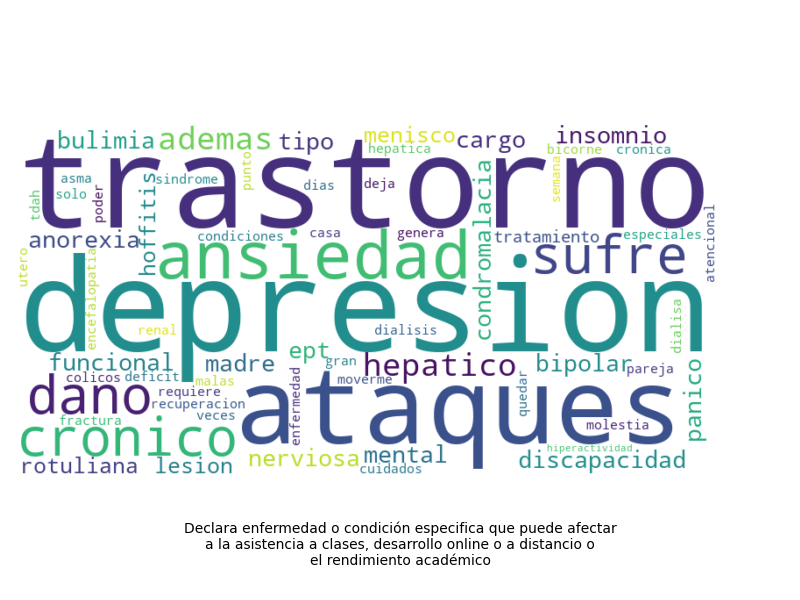 bulimia ademas tipo menisco cargo insomnio
hepatica bicorne cronica
trastorno
asma solo tdah poder sindrome punto dias deja semana
anorexia hoffitis condiciones casa genera condromalacia tratamiento especiales atencional
ansiedad sufre
utero encefalopatia
depresion
renal dialisis dialisa
funcional madre ept gran hepatico bipolar pareja
colicos deficit malas moverme panico
dano requiere recuperacion veces enfermedad ataques quedar molestia
fractura
cronico
rotuliana lesion nerviosa mental cuidados hiperactividad discapacidad
Declara enfermedad o condición especifica que puede afectar
a la asistencia a clases, desarrollo online o a distancio o
el rendimiento académico